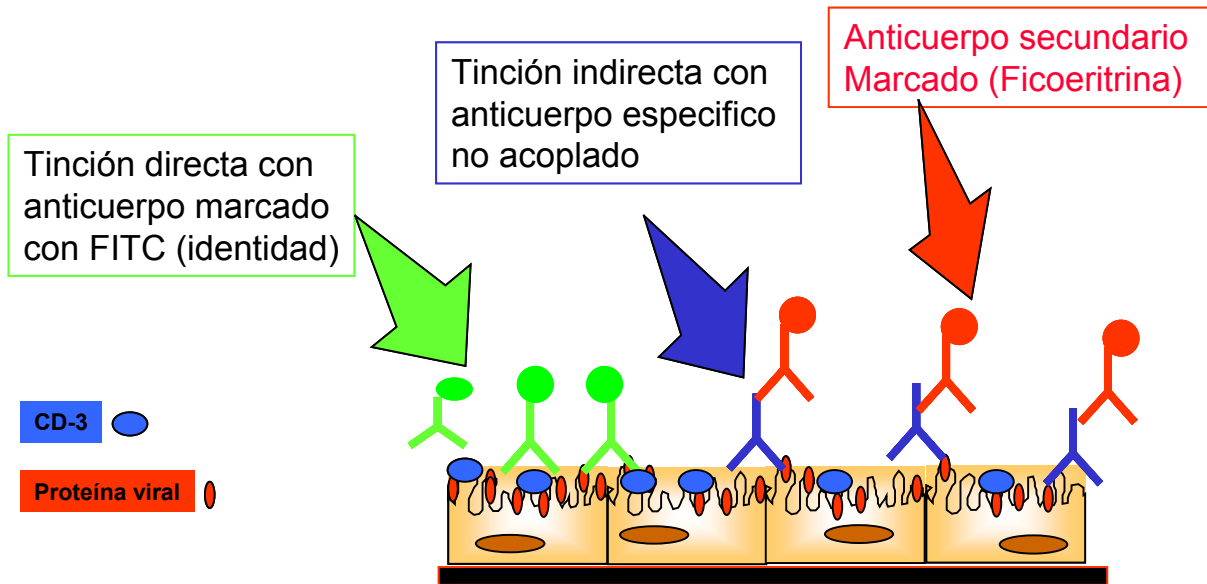 Tinción directa con
anticuerpo marcado
con FITC (identidad)
Tinción indirecta con
anticuerpo especifico
no acoplado
Anticuerpo secundario
Marcado (Ficoeritrina)
CD-3
Proteína viral